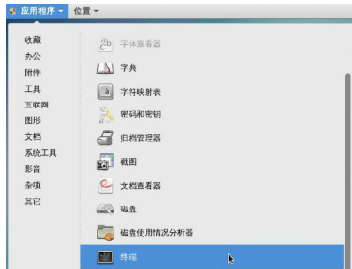 应用程序 位置
收藏
办公
附件
工具
互联网
图形
文档
系统工具
影音
杂项
其它
字体查看器
字典
字符映射表
密码和密钥
归档管理器
截图
文档查看器
磁盘
磁盘使用情况分析器
终端